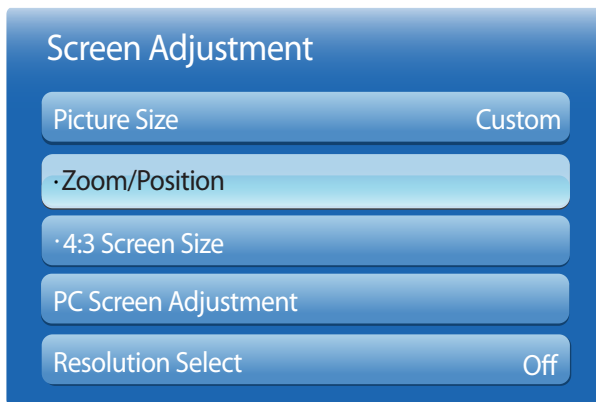 Screen Adjustment
Picture Size Custom
·Zoom/Position
·4:3 Screen Size
PC Screen Adjustment
Resolution Select Off